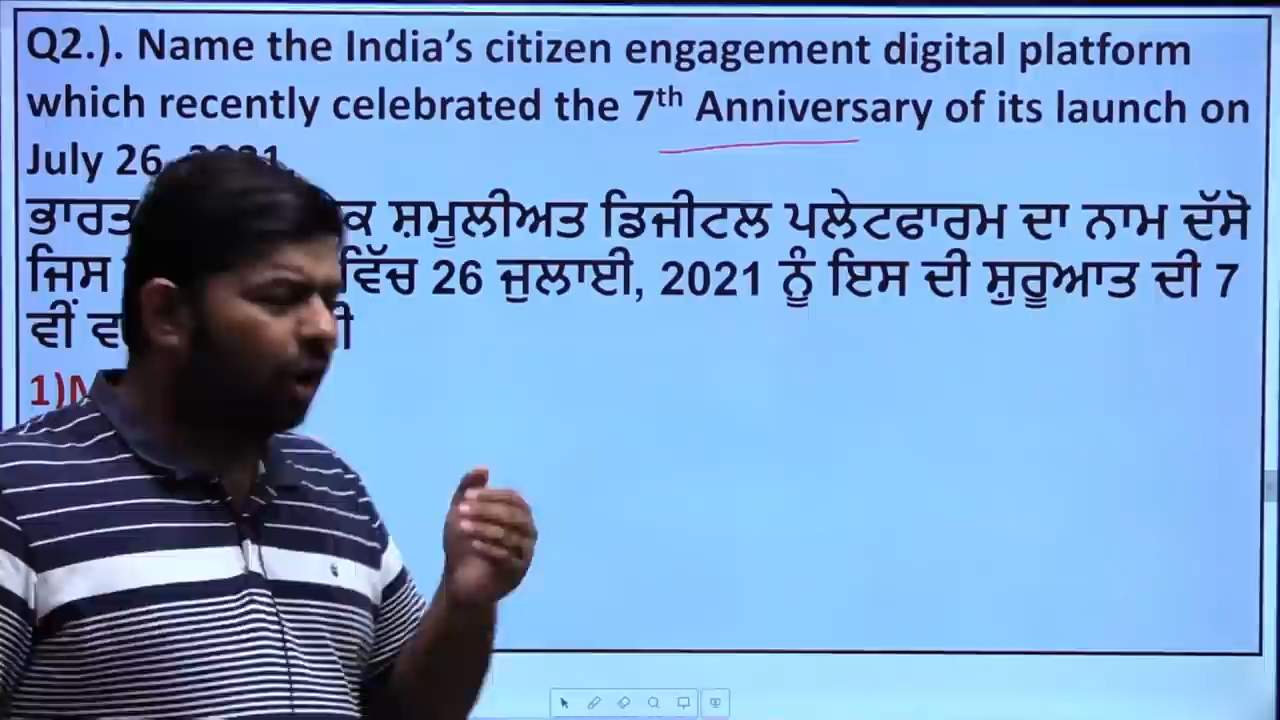 Q2.). Name the India's citizen engagement digital platform
which recently celebrated the 7th Anniversary of its launch on
July 26, 2021.
ਭਾਰਤ ਸ਼ਮੂਲੀਅਤ ਡਿਜੀਟਲ ਪਲੇਟਫਾਰਮ ਦਾ ਨਾਮ ਦੱਸੋ
ਜਿਸ ਵਿੱਚ 26 ਜੁਲਾਈ, 2021 ਨੂੰ ਇਸ ਦੀ ਸ਼ੁਰੂਆਤ ਦੀ 7
ਵੀਂ
1)